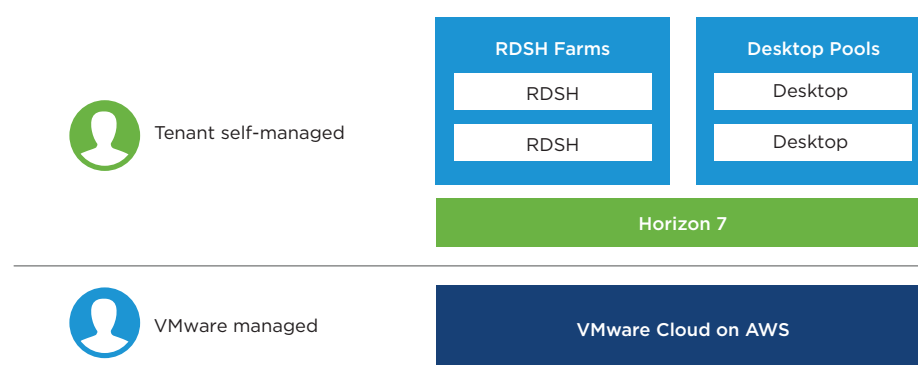 RDSH Farms
RDSH
RDSH
Desktop Pools
Desktop
Desktop
Tenant self-managed
Horizon 7
VMware managed
VMware Cloud on AWS